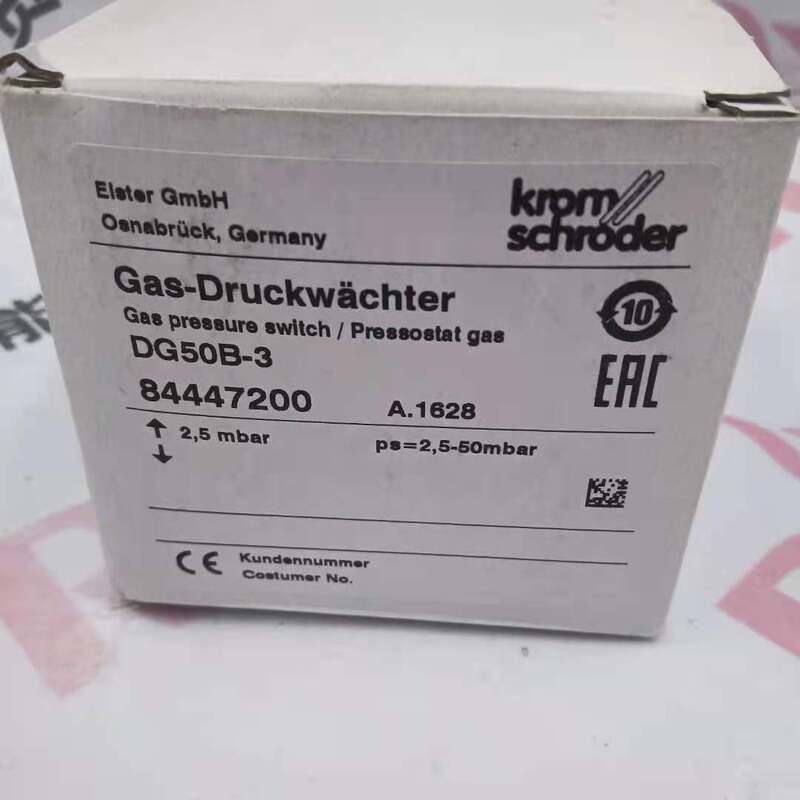 Elster GmbH
Osnabrück, Germany
krom
schröder
Gas-Druckwächter
Gas pressure switch / Pressostat gas
DG50B-3
84447200
A.1628
10
EAC
↑ 2,5 mbar
↓
ps=2,5-50mbar
CE Kundennummer
Costumer No.